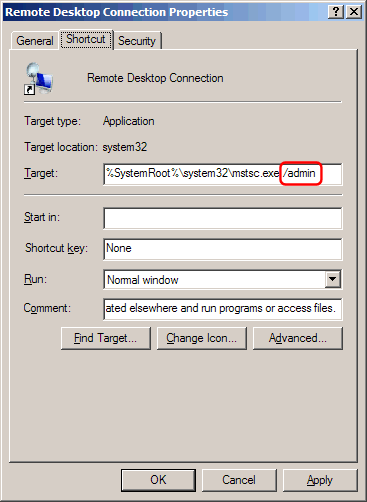 Remote Desktop Connection Properties
General Shortcut Security
Remote Desktop Connection
Target type: Application
Target location: system32
Target: %SystemRoot%\system32\mstsc.exe /admin
Start in:
Shortcut key: None
Run: Normal window
Comment: ated elsewhere and run programs or access files.
Find Target... Change Icon... Advanced...
OK Cancel Apply